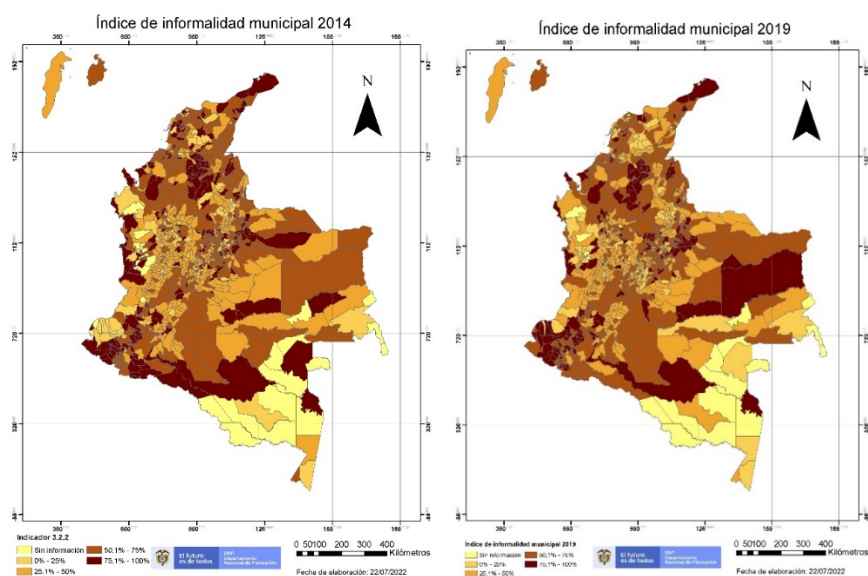 Índice de informalidad municipal 2014
N
Indicador 3.2.2
Sin información
0% - 25%
25.1% - 50%
50.1% - 75%
75.1% - 100%
El futuro
es de todos
DNP
Departamento
Nacional de Planeación
0 50 100 200 300 400
Kilómetros
Fecha de elaboración: 22/07/2022
Índice de informalidad municipal 2019
N
Índice de informalidad municipal 2019
Sin información
0% - 25%
25.1% - 50%
50.1% - 75%
75.1% - 100%
El futuro
es de todos
DNP
Departamento
Nacional de Planeación
0 50 100 200 300 400
Kilómetros
Fecha de elaboración: 22/07/2022